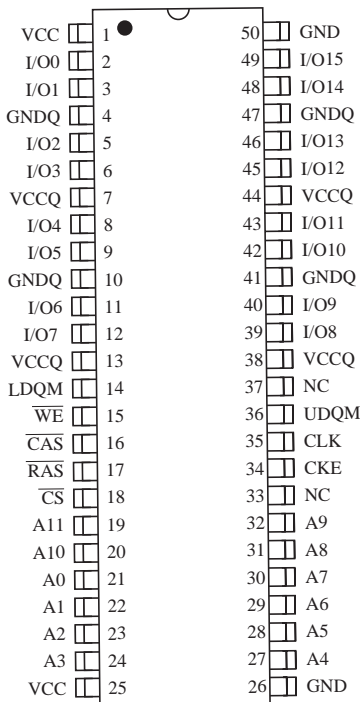 VCC 1 50 GND
I/O0 2 49 I/O15
I/O1 3 48 I/O14
GNDQ 4 47 GNDQ
I/O2 5 46 I/O13
I/O3 6 45 I/O12
VCCQ 7 44 VCCQ
I/O4 8 43 I/O11
I/O5 9 42 I/O10
GNDQ 10 41 GNDQ
I/O6 11 40 I/O9
I/O7 12 39 I/O8
VCCQ 13 38 VCCQ
LDQM 14 37 NC
W̅E̅ 15 36 UDQM
C̅A̅S̅ 16 35 CLK
R̅A̅S̅ 17 34 CKE
C̅S̅ 18 33 NC
A11 19 32 A9
A10 20 31 A8
A0 21 30 A7
A1 22 29 A6
A2 23 28 A5
A3 24 27 A4
VCC 25 26 GND